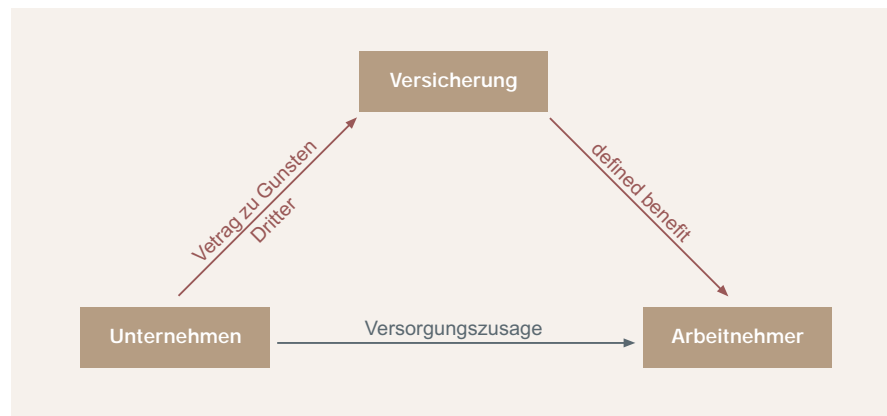 Versicherung
Vetrag zu Gunsten
Dritter
defined benefit
Unternehmen
Versorgungszusage
Arbeitnehmer